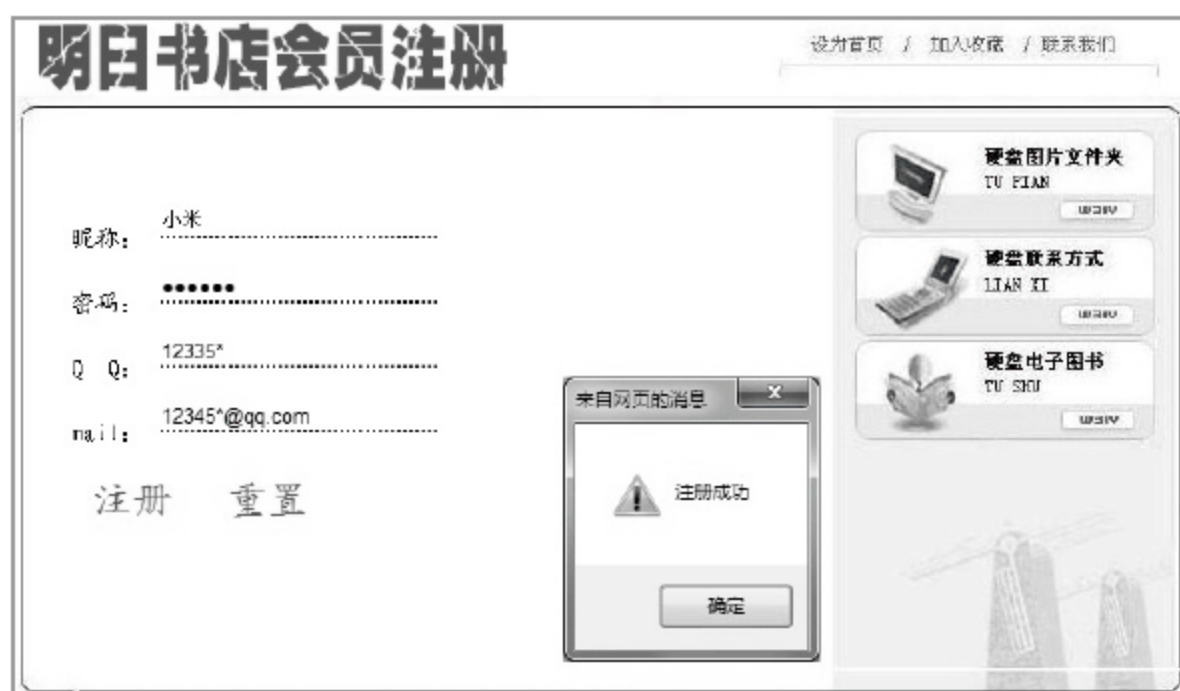 明日书店会员注册
设为首页 / 加入收藏 / 联系我们
昵称: 小米
密码: ●●●●●●
Q Q: 12335*
mail: 12345*@qq.com
注册 重置
来自网页的消息
x
注册成功
确定
硬盘图片文件夹
TU PIAN
硬盘联系方式
LIAN XI
硬盘电子图书
TU SHU